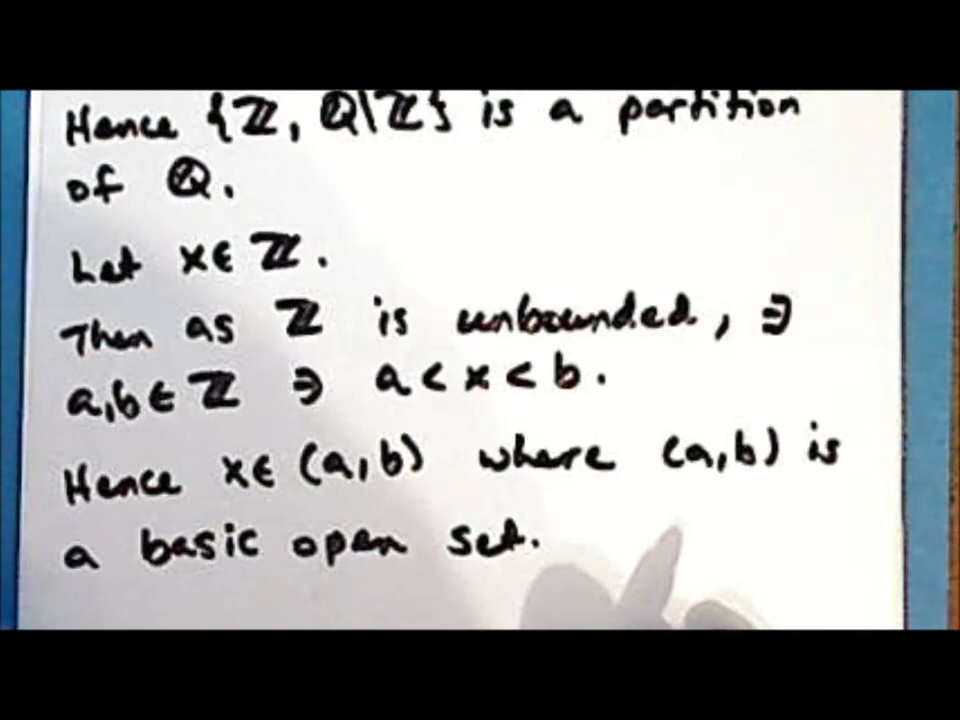 Hence {ℤ, ℚ\ℤ} is a partition
of ℚ.
Let x∈ ℤ.
Then as ℤ is unbounded, ∃
a,b∈ ℤ ∋ a < x < b.
Hence x∈ (a,b) where (a,b) is
a basic open set.